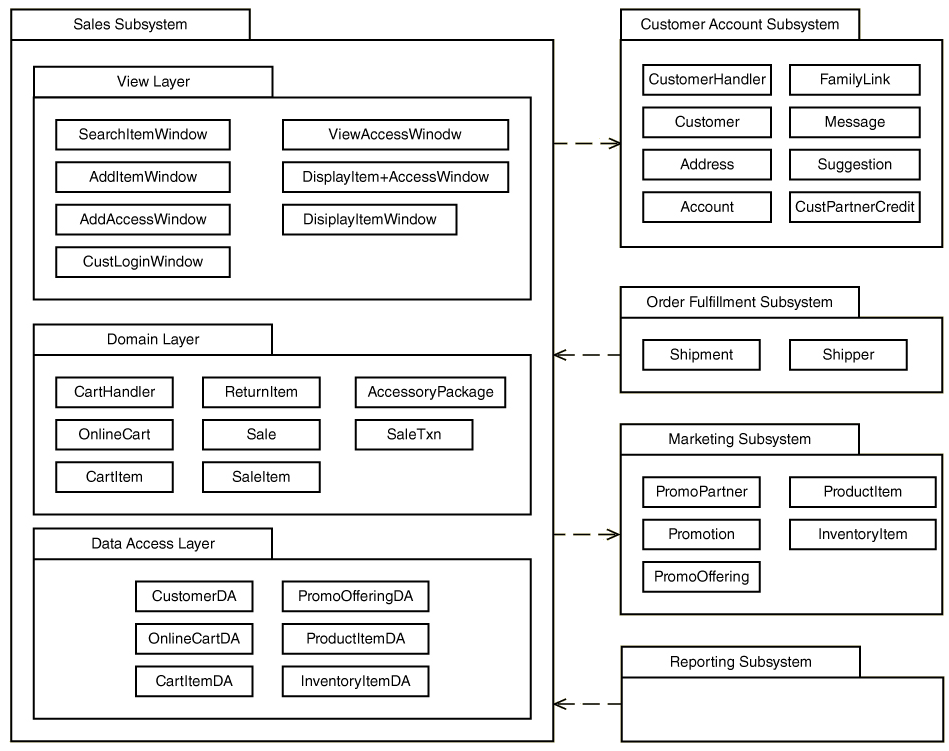 Sales Subsystem
View Layer
SearchItemWindow
ViewAccessWinodw
AddItemWindow
DisplayItem+AccessWindow
AddAccessWindow
DisiplayItemWindow
CustLoginWindow
Domain Layer
CartHandler
ReturnItem
AccessoryPackage
OnlineCart
Sale
SaleTxn
CartItem
SaleItem
Data Access Layer
CustomerDA
PromoOfferingDA
OnlineCartDA
ProductItemDA
CartItemDA
InventoryItemDA
Customer Account Subsystem
CustomerHandler
FamilyLink
Customer
Message
Address
Suggestion
Account
CustPartnerCredit
Order Fulfillment Subsystem
Shipment
Shipper
Marketing Subsystem
PromoPartner
ProductItem
Promotion
InventoryItem
PromoOffering
Reporting Subsystem